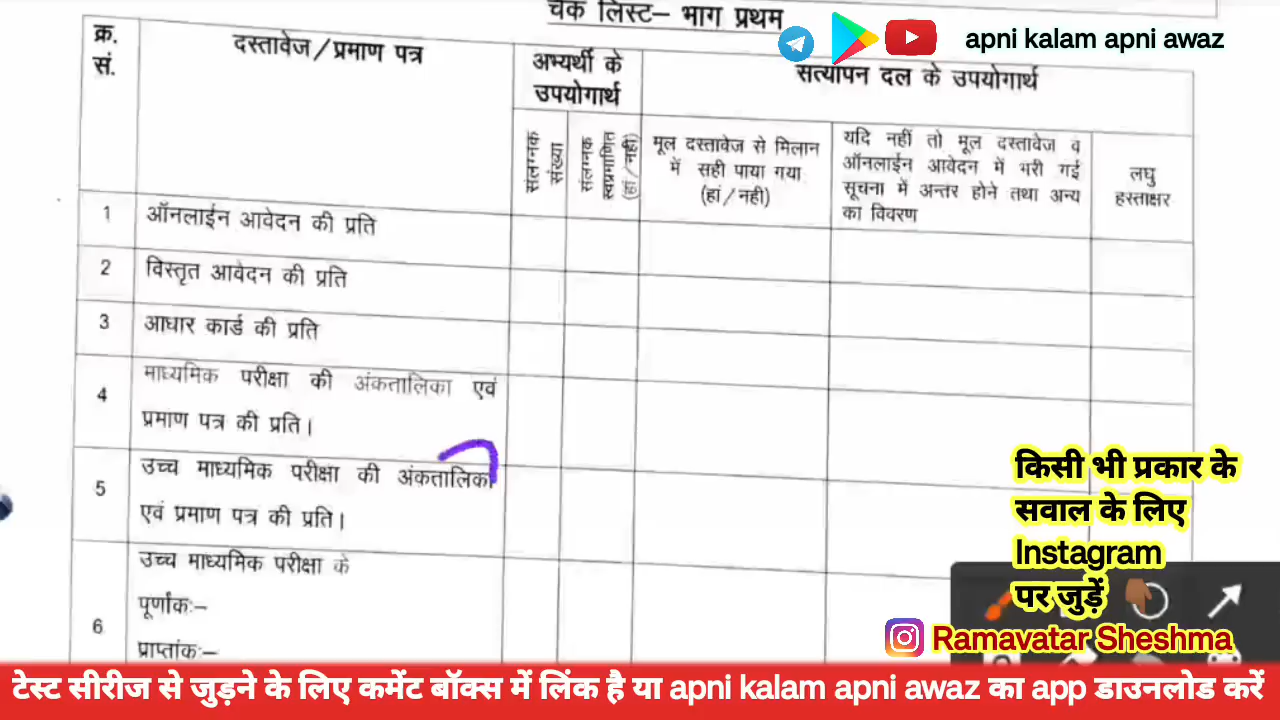 चैक लिस्ट– भाग प्रथम
apni kalam apni awaz
क्र.
सं.
दस्तावेज/प्रमाण पत्र
अभ्यर्थी के
उपयोगार्थ
सत्यापन दल के उपयोगार्थ
संलग्नक
संख्या
संलग्नक
स्वप्रमाणित
(हां/नहीं)
मूल दस्तावेज से मिलान
में सही पाया गया
(हां/नही)
यदि नहीं तो मूल दस्तावेज व
ऑनलाईन आवेदन में भरी गई
सूचना में अन्तर होने तथा अन्य
का विवरण
लघु
हस्ताक्षर
1 ऑनलाईन आवेदन की प्रति
2 विस्तृत आवेदन की प्रति
3 आधार कार्ड की प्रति
4 माध्यमिक परीक्षा की अंकतालिका एवं
प्रमाण पत्र की प्रति।
5 उच्च माध्यमिक परीक्षा की अंकतालिका
एवं प्रमाण पत्र की प्रति।
6 उच्च माध्यमिक परीक्षा के
पूर्णांकः–
प्राप्तांकः–
किसी भी प्रकार के
सवाल के लिए
Instagram
पर जुड़ें
Ramavatar Sheshma
टेस्ट सीरीज से जुड़ने के लिए कमेंट बॉक्स में लिंक है या apni kalam apni awaz का app डाउनलोड करें